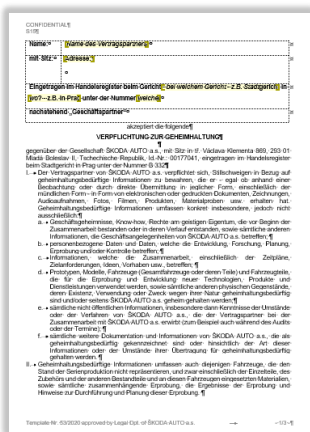 CONFIDENTIAL¶
Name:° [Name des Vertragspartners]°
mit·Sitz:° [Adresse:]
Eingetragen im Handelsregister beim Gericht [·bei welchem Gericht·-·z.B. Stadtgericht]·in·
[wo?·-·z.B. in Prag]·unter·der·Nummer [welche]°
nachstehend·„Geschäftspartner“°
akzeptiert die folgende¶
VERPFLICHTUNG·ZUR·GEHEIMHALTUNG¶
gegenüber der Gesellschaft ŠKODA AUTO a.s., mit Sitz in tř. Václava Klementa 869, 293 01
Mladá Boleslav II, Tschechische Republik, Id.-Nr.: 00177041, eingetragen im Handelsregister
beim Stadtgericht in Prag unter der Nummer B 332¶
I.→Der Vertragspartner von ŠKODA AUTO a.s. verpflichtet sich, Stillschweigen in Bezug auf
geheimhaltungsbedürftige Informationen zu bewahren, die er – egal ob anhand einer
Beobachtung oder durch direkte Übermittlung in jeglicher Form, einschließlich der
mündlichen Form – in Form von elektronischen oder gedruckten Dokumenten, Zeichnungen,
Audioaufnahmen, Fotos, Filmen, Produkten, Materialproben usw. erhalten hat.
Geheimhaltungsbedürftige Informationen umfassen konkret insbesondere, jedoch nicht
ausschließlich:¶
a.→Geschäftsgeheimnisse, Know-how, Rechte am geistigen Eigentum, die vor Beginn der
Zusammenarbeit bestanden oder in deren Verlauf entstanden, sowie sämtliche anderen
Informationen, die Geschäftsangelegenheiten von ŠKODA AUTO a.s. betreffen;¶
b.→personenbezogene Daten und Daten, welche die Entwicklung, Forschung, Planung,
Erprobung und/oder Kontrolle betreffen;¶
c.→Informationen, welche die Zusammenarbeit, einschließlich der Zeitpläne,
Zielanforderungen, Ideen, Vorhaben usw., betreffen;¶
d.→Prototypen, Modelle, Fahrzeuge (Gesamtfahrzeuge oder deren Teile) und Fahrzeugteile,
die für die Erprobung und Entwicklung neuer Technologien, Produkte und
Dienstleistungen verwendet werden, sowie sämtliche anderen physischen Gegenstände,
deren Existenz, Verwendung oder Zweck wegen ihrer Natur geheimhaltungsbedürftig
sind und/oder seitens ŠKODA AUTO a.s. geheim gehalten werden;¶
e.→sämtliche nicht öffentlichen Informationen, insbesondere dann Kenntnisse der Umstände
oder der Verfahren von ŠKODA AUTO a.s., die der Vertragspartner bei der
Zusammenarbeit mit ŠKODA AUTO a.s. erwirbt (zum Beispiel auch während des Audits
oder der Termine);¶
f.→sämtliche weitere Dokumentation und Informationen von ŠKODA AUTO a.s., die als
geheimhaltungsbedürftig gekennzeichnet sind oder hinsichtlich der Art dieser
Informationen oder der Umstände ihrer Übertragung für geheimhaltungsbedürftig
gehalten werden.¶
II.→Geheimhaltungsbedürftige Informationen umfassen auch diejenigen Fahrzeuge, die den
Stand der Serienproduktion nicht repräsentieren, und zwar einschließlich der Einzelteile, des
Zubehörs und der anderen Bestandteile und an diesen Fahrzeugen eingesetzten Materialien,
sowie sämtliche zusammenhängende Erprobung, die Ergebnisse der Erprobung und
Hinweise zur Durchführung und Planung dieser Erprobung.¶
Template Nr. 53/2020 approved by Legal Dpt. of ŠKODA AUTO a.s. → -·1/3·-¶